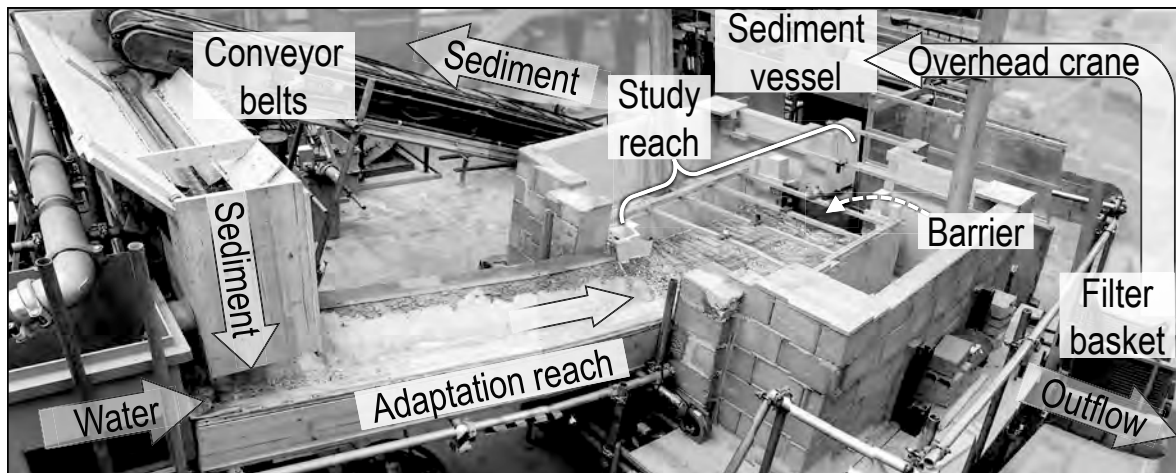 Conveyor
belts
Sediment
Sediment
vessel
Overhead crane
Study
reach
Sediment
Barrier
Filter
basket
Adaptation reach
Water
Outflow